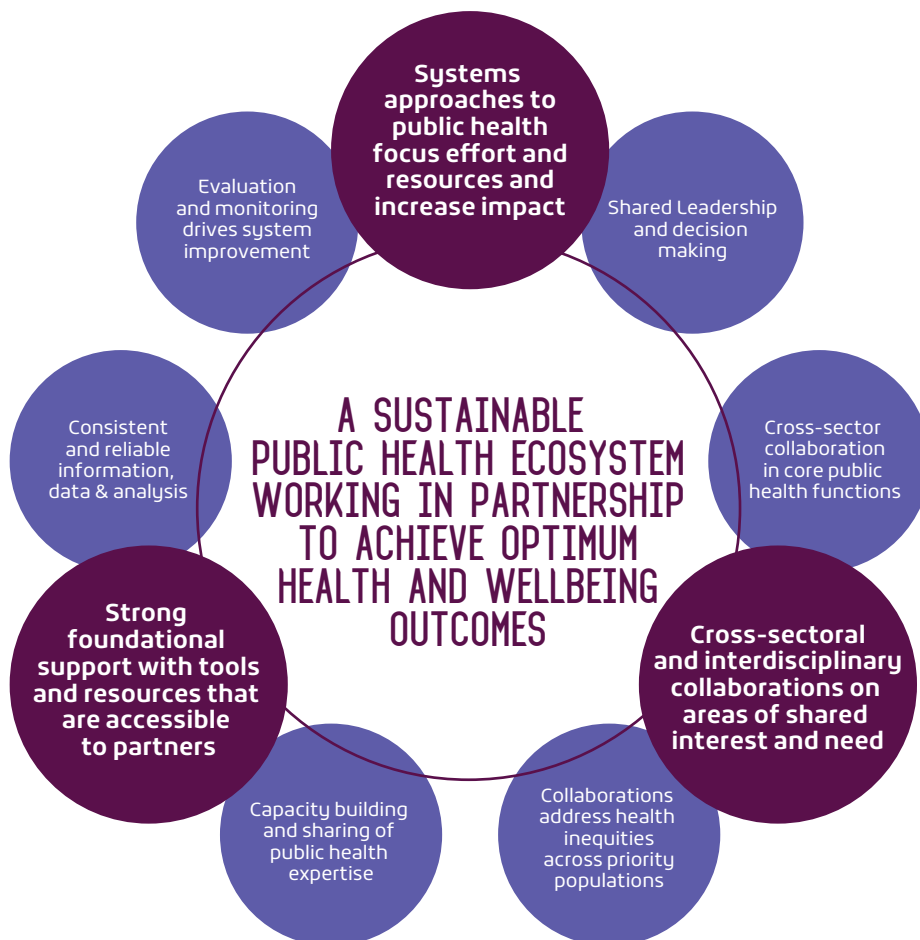 Systems
approaches to
public health
focus effort and
resources and
increase impact
Shared Leadership
and decision
making
Cross-sector
collaboration
in core public
health functions
Cross-sectoral
and interdisciplinary
collaborations on
areas of shared
interest and need
Collaborations
address health
inequities
across priority
populations
Capacity building
and sharing of
public health
expertise
Strong
foundational
support with tools
and resources that
are accessible
to partners
Consistent
and reliable
information,
data & analysis
Evaluation
and monitoring
drives system
improvement
A SUSTAINABLE
PUBLIC HEALTH ECOSYSTEM
WORKING IN PARTNERSHIP
TO ACHIEVE OPTIMUM
HEALTH AND WELLBEING
OUTCOMES